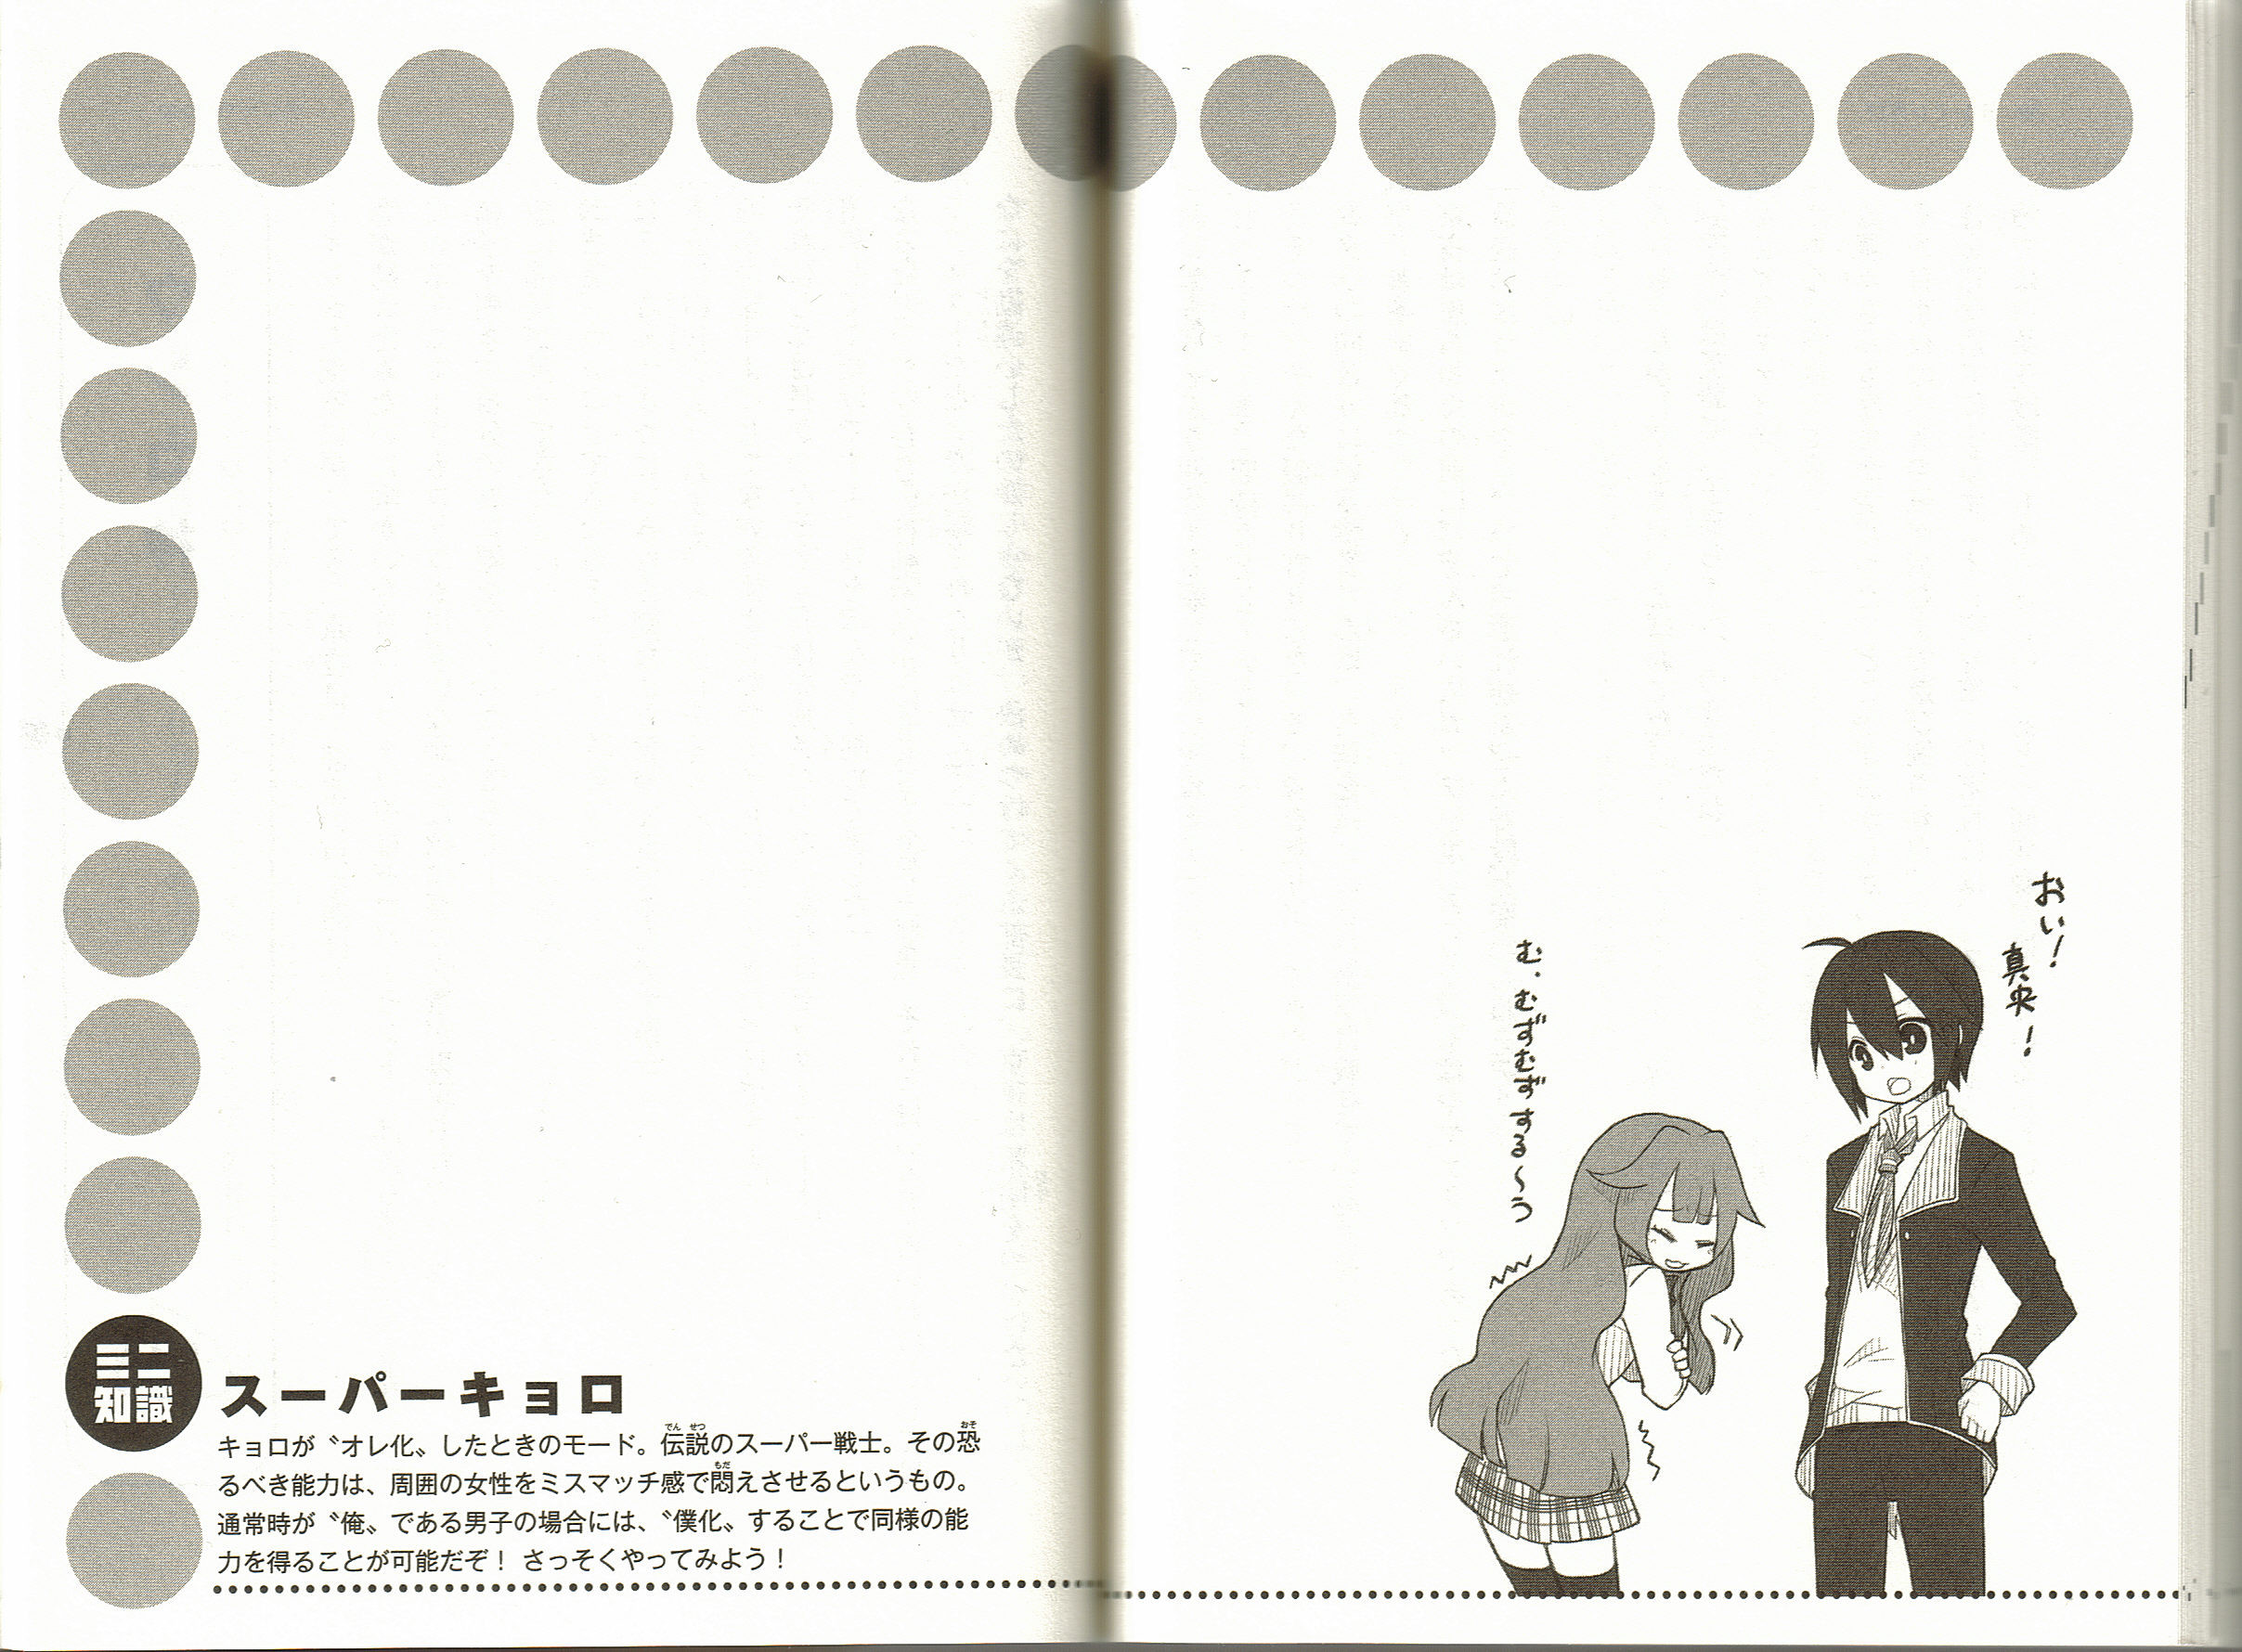 おい!
真央!
む、むずむずする〜う
ミニ
知識
スーパーキョロ
キョロが〝オレ化〟したときのモード。伝説のスーパー戦士。その恐
るべき能力は、周囲の女性をミスマッチ感で悶えさせるというもの。
通常時が〝俺〟である男子の場合には、〝僕化〟することで同様の能
力を得ることが可能だぞ! さっそくやってみよう!